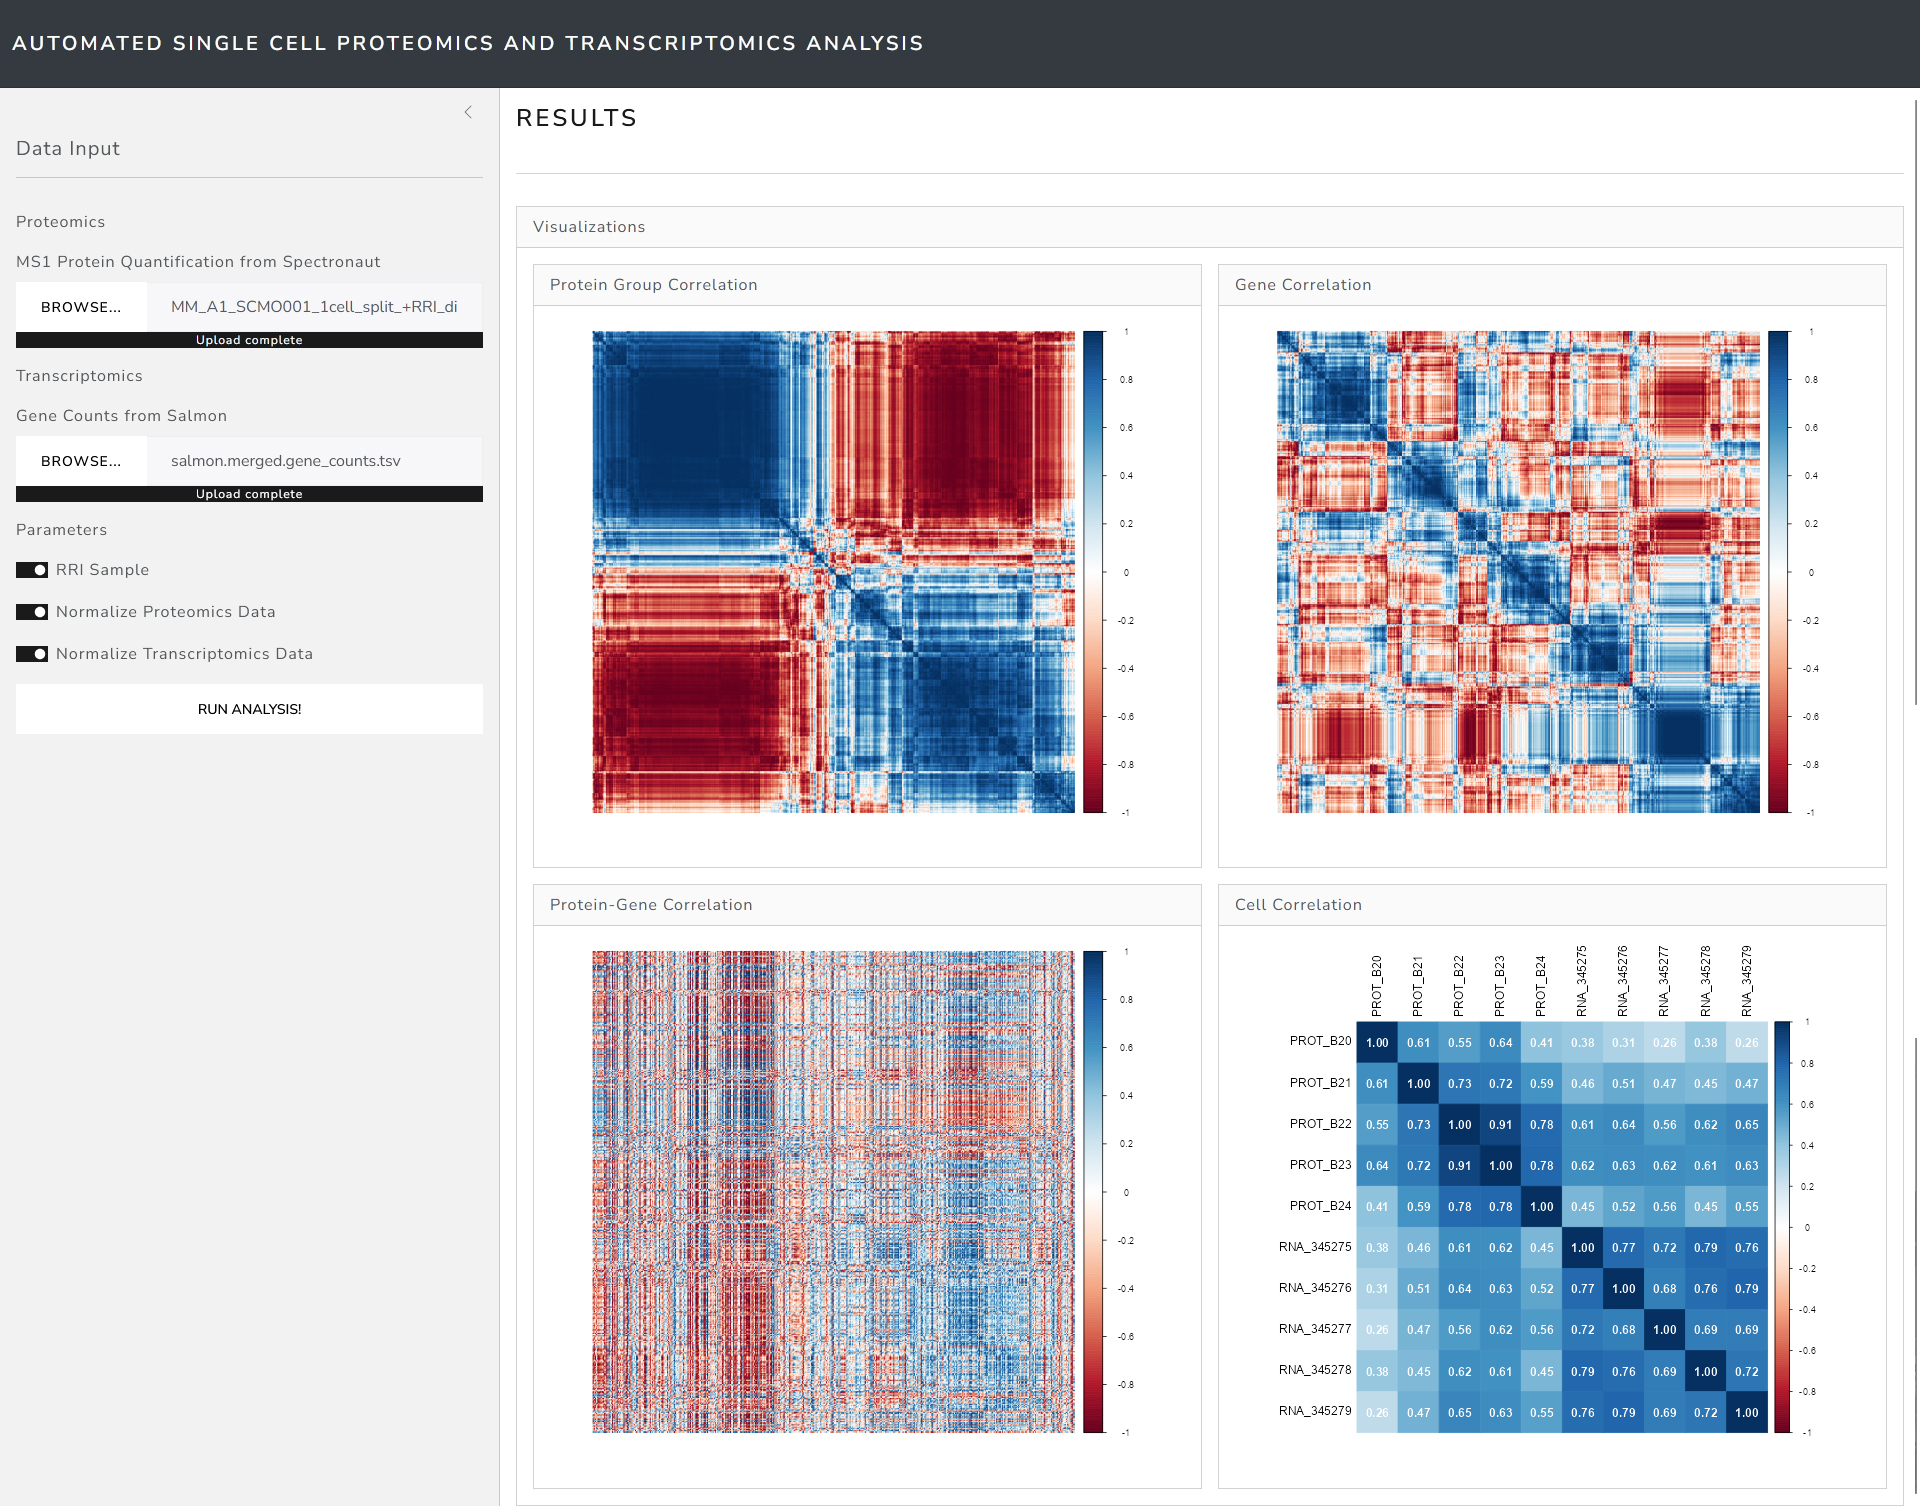 AUTOMATED SINGLE CELL PROTEOMICS AND TRANSCRIPTOMICS ANALYSIS
Data Input
Proteomics
MS1 Protein Quantification from Spectronaut
BROWSE... MM_A1_SCMO001_1cell_split_+RRI_di
Upload complete
Transcriptomics
Gene Counts from Salmon
BROWSE... salmon.merged.gene_counts.tsv
Upload complete
Parameters
RRI Sample
Normalize Proteomics Data
Normalize Transcriptomics Data
RUN ANALYSIS!
RESULTS
Visualizations
Protein Group Correlation
1
0.8
0.6
0.4
0.2
0
-0.2
-0.4
-0.6
-0.8
-1
Gene Correlation
1
0.8
0.6
0.4
0.2
0
-0.2
-0.4
-0.6
-0.8
-1
Protein-Gene Correlation
1
0.8
0.6
0.4
0.2
0
-0.2
-0.4
-0.6
-0.8
-1
Cell Correlation
PROT_B20 PROT_B21 PROT_B22 PROT_B23 PROT_B24 RNA_345275 RNA_345276 RNA_345277 RNA_345278 RNA_345279
PROT_B20 1.00 0.61 0.55 0.64 0.41 0.38 0.31 0.26 0.38 0.26
PROT_B21 0.61 1.00 0.73 0.72 0.59 0.46 0.51 0.47 0.45 0.47
PROT_B22 0.55 0.73 1.00 0.91 0.78 0.61 0.64 0.56 0.62 0.65
PROT_B23 0.64 0.72 0.91 1.00 0.78 0.62 0.63 0.62 0.61 0.63
PROT_B24 0.41 0.59 0.78 0.78 1.00 0.45 0.52 0.56 0.45 0.55
RNA_345275 0.38 0.46 0.61 0.62 0.45 1.00 0.77 0.72 0.79 0.76
RNA_345276 0.31 0.51 0.64 0.63 0.52 0.77 1.00 0.68 0.76 0.79
RNA_345277 0.26 0.47 0.56 0.62 0.56 0.72 0.68 1.00 0.69 0.69
RNA_345278 0.38 0.45 0.62 0.61 0.45 0.79 0.76 0.69 1.00 0.72
RNA_345279 0.26 0.47 0.65 0.63 0.55 0.76 0.79 0.69 0.72 1.00
1
0.8
0.6
0.4
0.2
0
-0.2
-0.4
-0.6
-0.8
-1